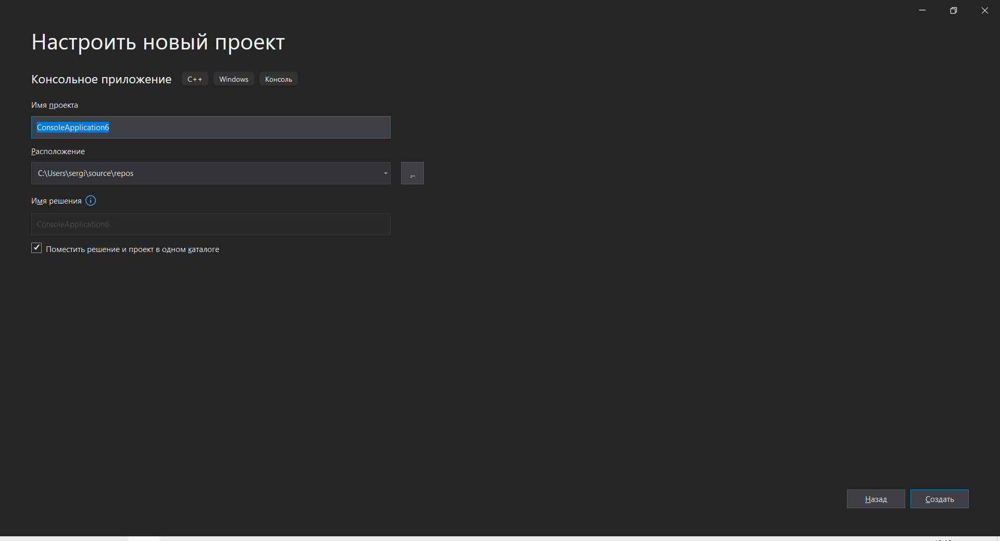 Настроить новый проект
Консольное приложение C++ Windows Консоль
Имя проекта
ConsoleApplication6
Расположение
C:\Users\sergi\source\repos
...
Имя решения
ConsoleApplication6
Поместить решение и проект в одном каталоге
Назад Создать